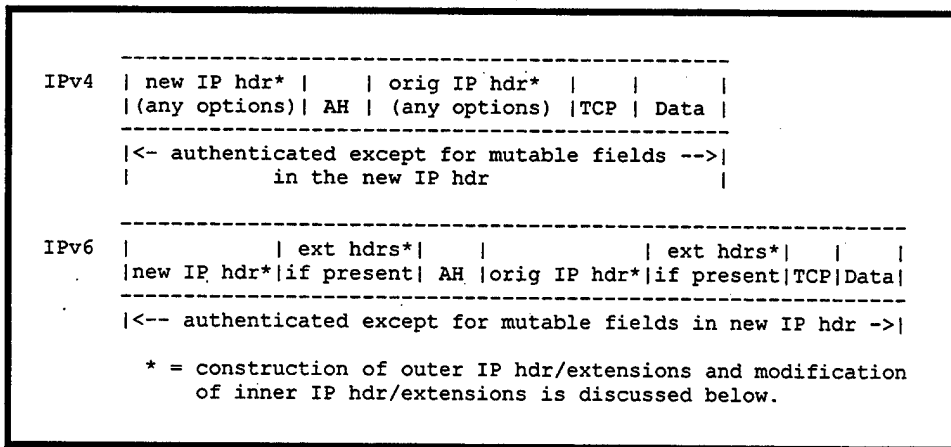 ------------------------------------------------
IPv4 | new IP hdr* | | orig IP hdr* | | |
|(any options)| AH | (any options) |TCP | Data |
------------------------------------------------
|<- authenticated except for mutable fields -->|
| in the new IP hdr |
--------------------------------------------------------------
IPv6 | | ext hdrs*| | | ext hdrs*| | |
|new IP hdr*|if present| AH |orig IP hdr*|if present|TCP|Data|
--------------------------------------------------------------
|<-- authenticated except for mutable fields in new IP hdr ->|
* = construction of outer IP hdr/extensions and modification
of inner IP hdr/extensions is discussed below.